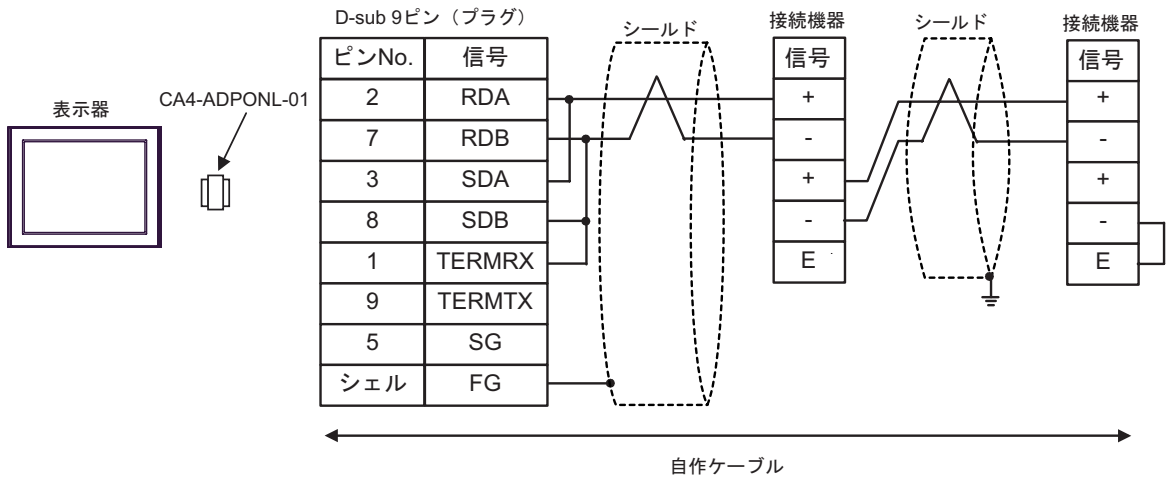 D-sub 9ピン（プラグ）
シールド
接続機器
シールド
接続機器
ピンNo. 信号
信号
信号
表示器
CA4-ADPONL-01
2 RDA
+
+
7 RDB
-
-
3 SDA
+
+
8 SDB
-
-
1 TERMRX
E
E
9 TERMTX
5 SG
シェル FG
自作ケーブル